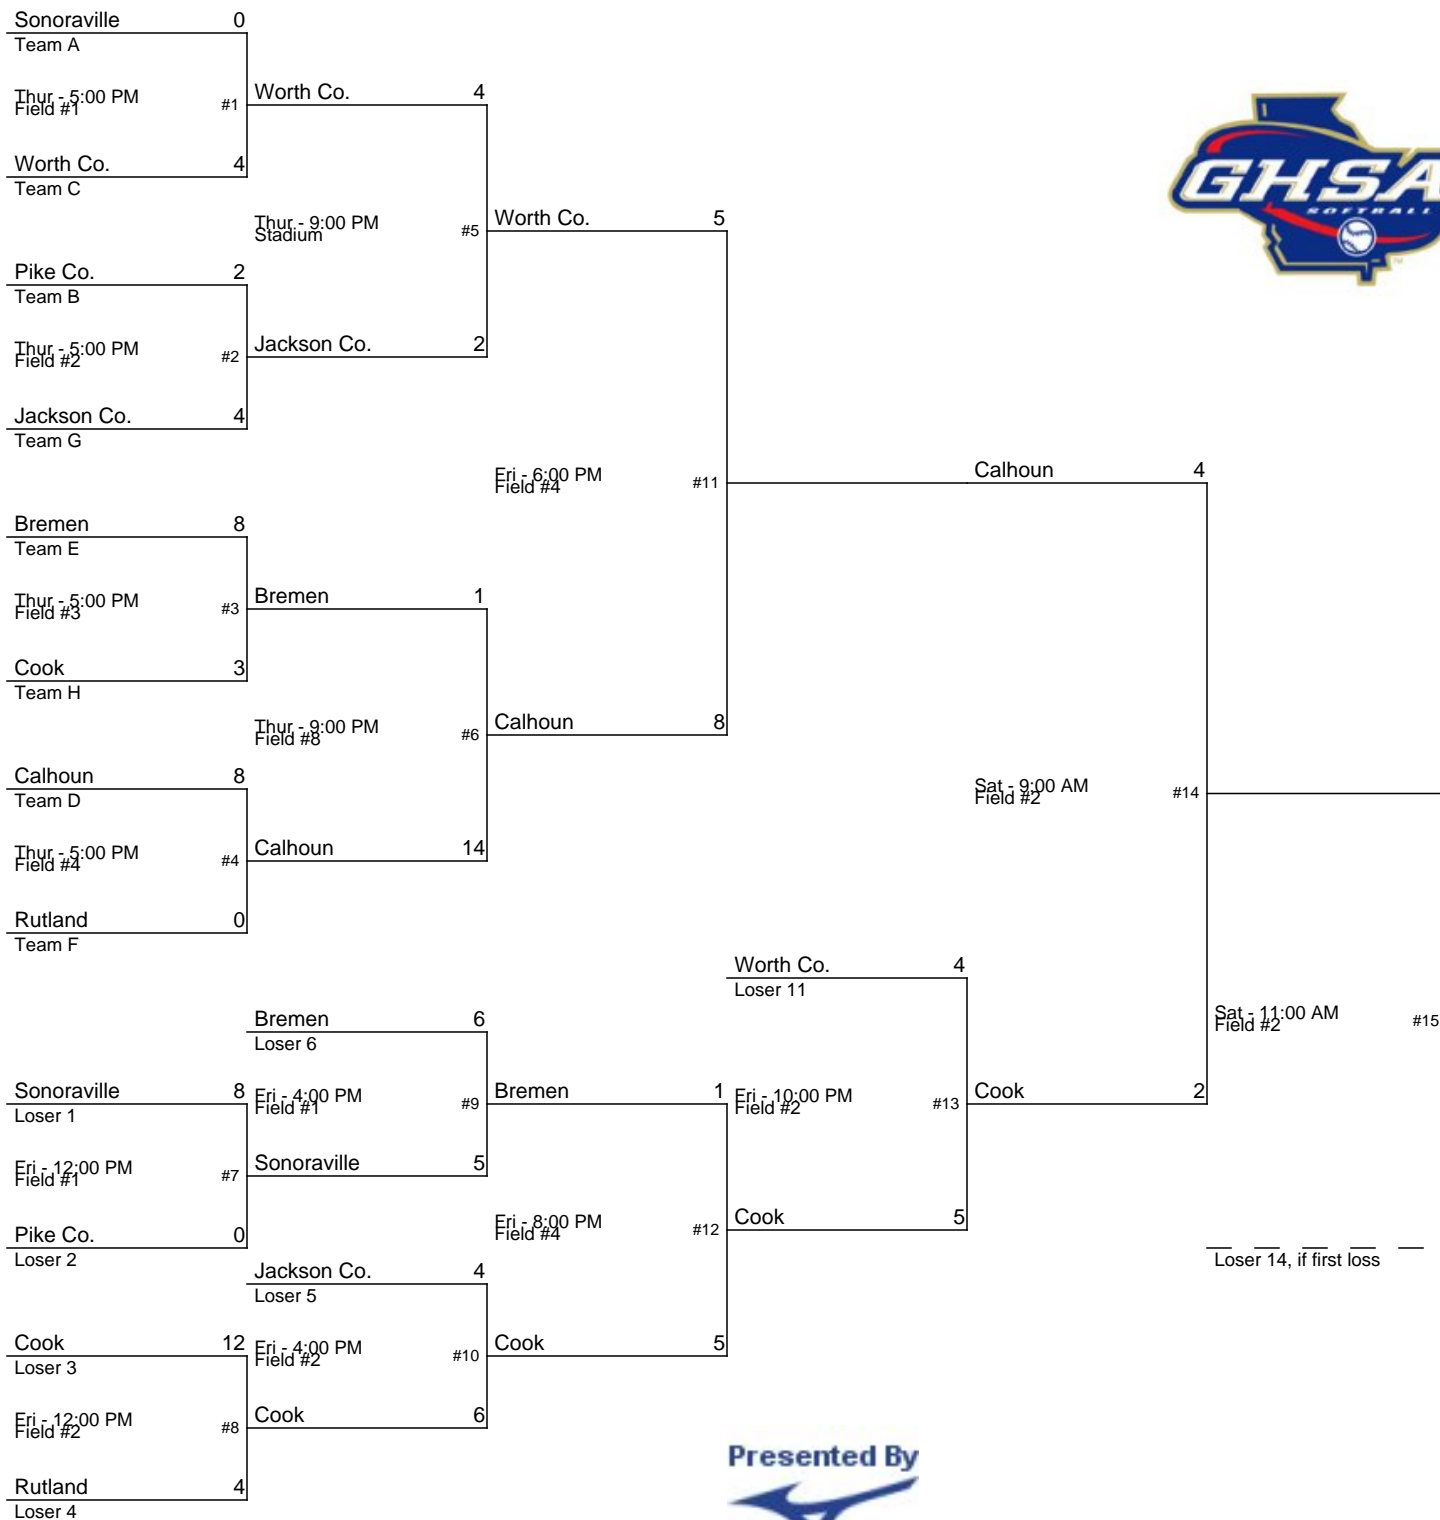 Sonoraville 0
Team A
Thur - 5:00 PM
Field #1
#1
Worth Co. 4
Team C
Worth Co. 4
Thur - 9:00 PM
Stadium
#5
Pike Co. 2
Team B
Thur - 5:00 PM
Field #2
#2
Jackson Co. 4
Team G
Jackson Co. 2
Worth Co. 5
GHSA
SOFTBALL
TM
Fri - 6:00 PM
Field #4
#11
Calhoun 4
Bremen 8
Team E
Thur - 5:00 PM
Field #3
#3
Cook 3
Team H
Bremen 1
Thur - 9:00 PM
Field #8
#6
Calhoun 8
Calhoun 8
Team D
Thur - 5:00 PM
Field #4
#4
Rutland 0
Team F
Calhoun 14
Sat - 9:00 AM
Field #2
#14
Worth Co. 4
Loser 11
Bremen 6
Loser 6
Sat - 11:00 AM
Field #2
#15
Sonoraville 8
Loser 1
Fri - 4:00 PM
Field #1
#9
Bremen 1
Fri - 10:00 PM
Field #2
#13
Cook 2
Fri - 12:00 PM
Field #1
#7
Sonoraville 5
Pike Co. 0
Loser 2
Fri - 8:00 PM
Field #4
#12
Cook 5
Loser 14, if first loss
Jackson Co. 4
Loser 5
Cook 12
Loser 3
Fri - 4:00 PM
Field #2
#10
Cook 5
Fri - 12:00 PM
Field #2
#8
Cook 6
Rutland 4
Loser 4
Presented By